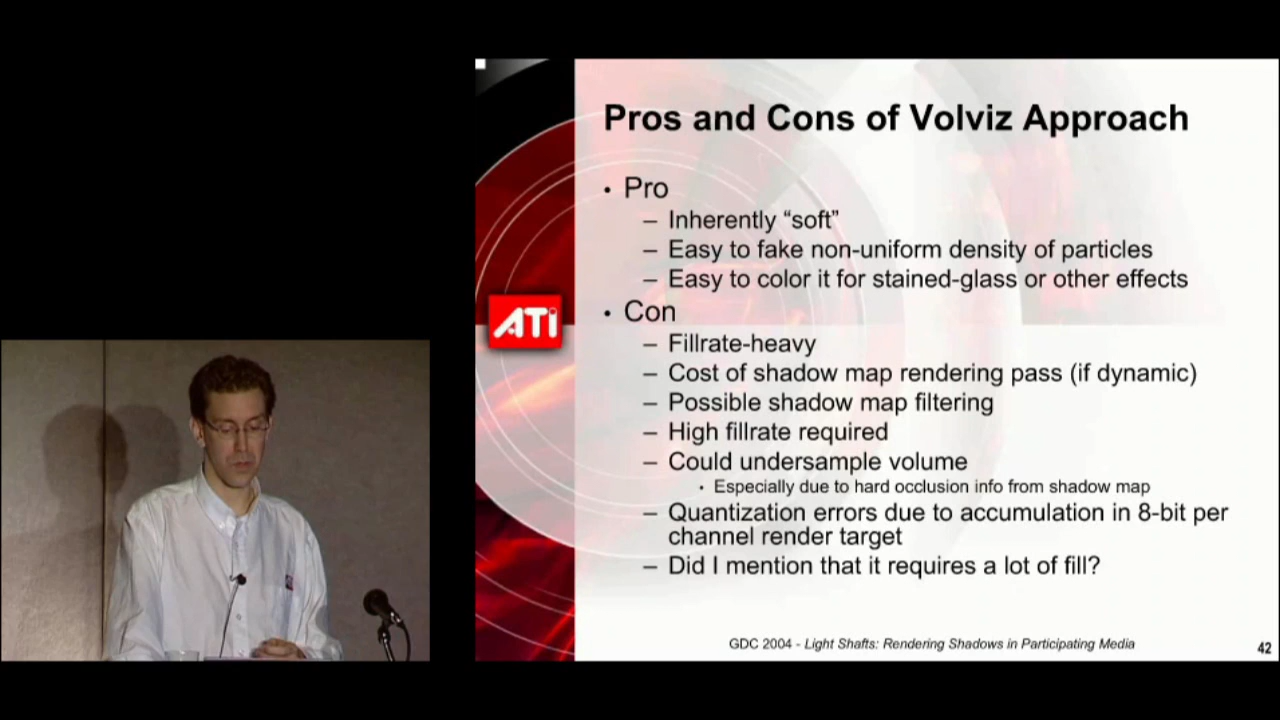 Pros and Cons of Volviz Approach
• Pro
– Inherently “soft”
– Easy to fake non-uniform density of particles
– Easy to color it for stained-glass or other effects
• Con
– Fillrate-heavy
– Cost of shadow map rendering pass (if dynamic)
– Possible shadow map filtering
– High fillrate required
– Could undersample volume
• Especially due to hard occlusion info from shadow map
– Quantization errors due to accumulation in 8-bit per
channel render target
– Did I mention that it requires a lot of fill?
ATI
GDC 2004 - Light Shafts: Rendering Shadows in Participating Media
42